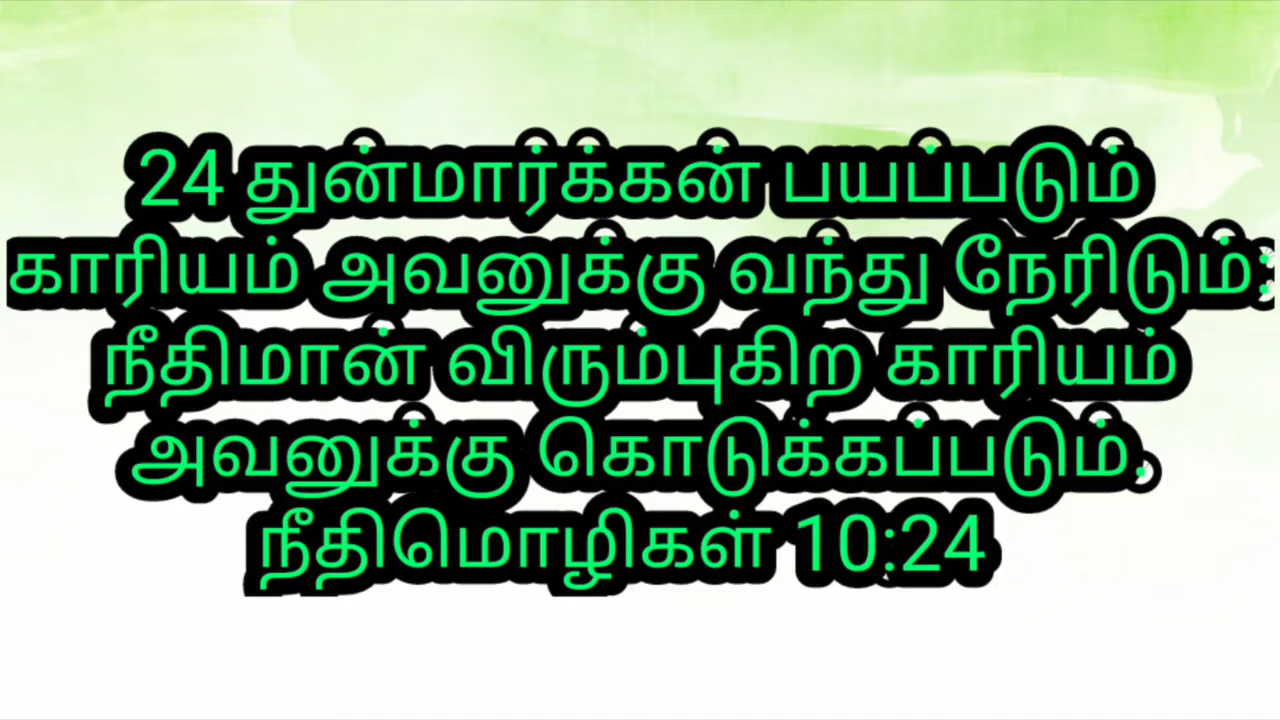 24 துன்மார்க்கன் பயப்படும்
காரியம் அவனுக்கு வந்து நேரிடும்;
நீதிமான் விரும்புகிற காரியம்
அவனுக்கு கொடுக்கப்படும்.
நீதிமொழிகள் 10:24